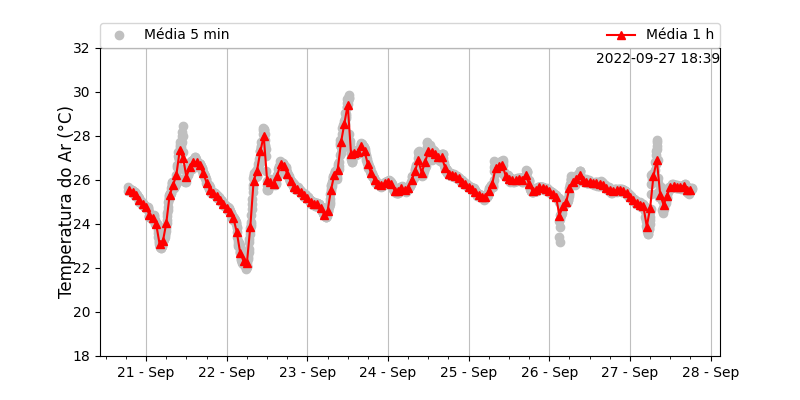 Média 5 min
Média 1 h
2022-09-27 18:39
Temperatura do Ar (°C)
32
30
28
26
24
22
20
18
21 - Sep
22 - Sep
23 - Sep
24 - Sep
25 - Sep
26 - Sep
27 - Sep
28 - Sep